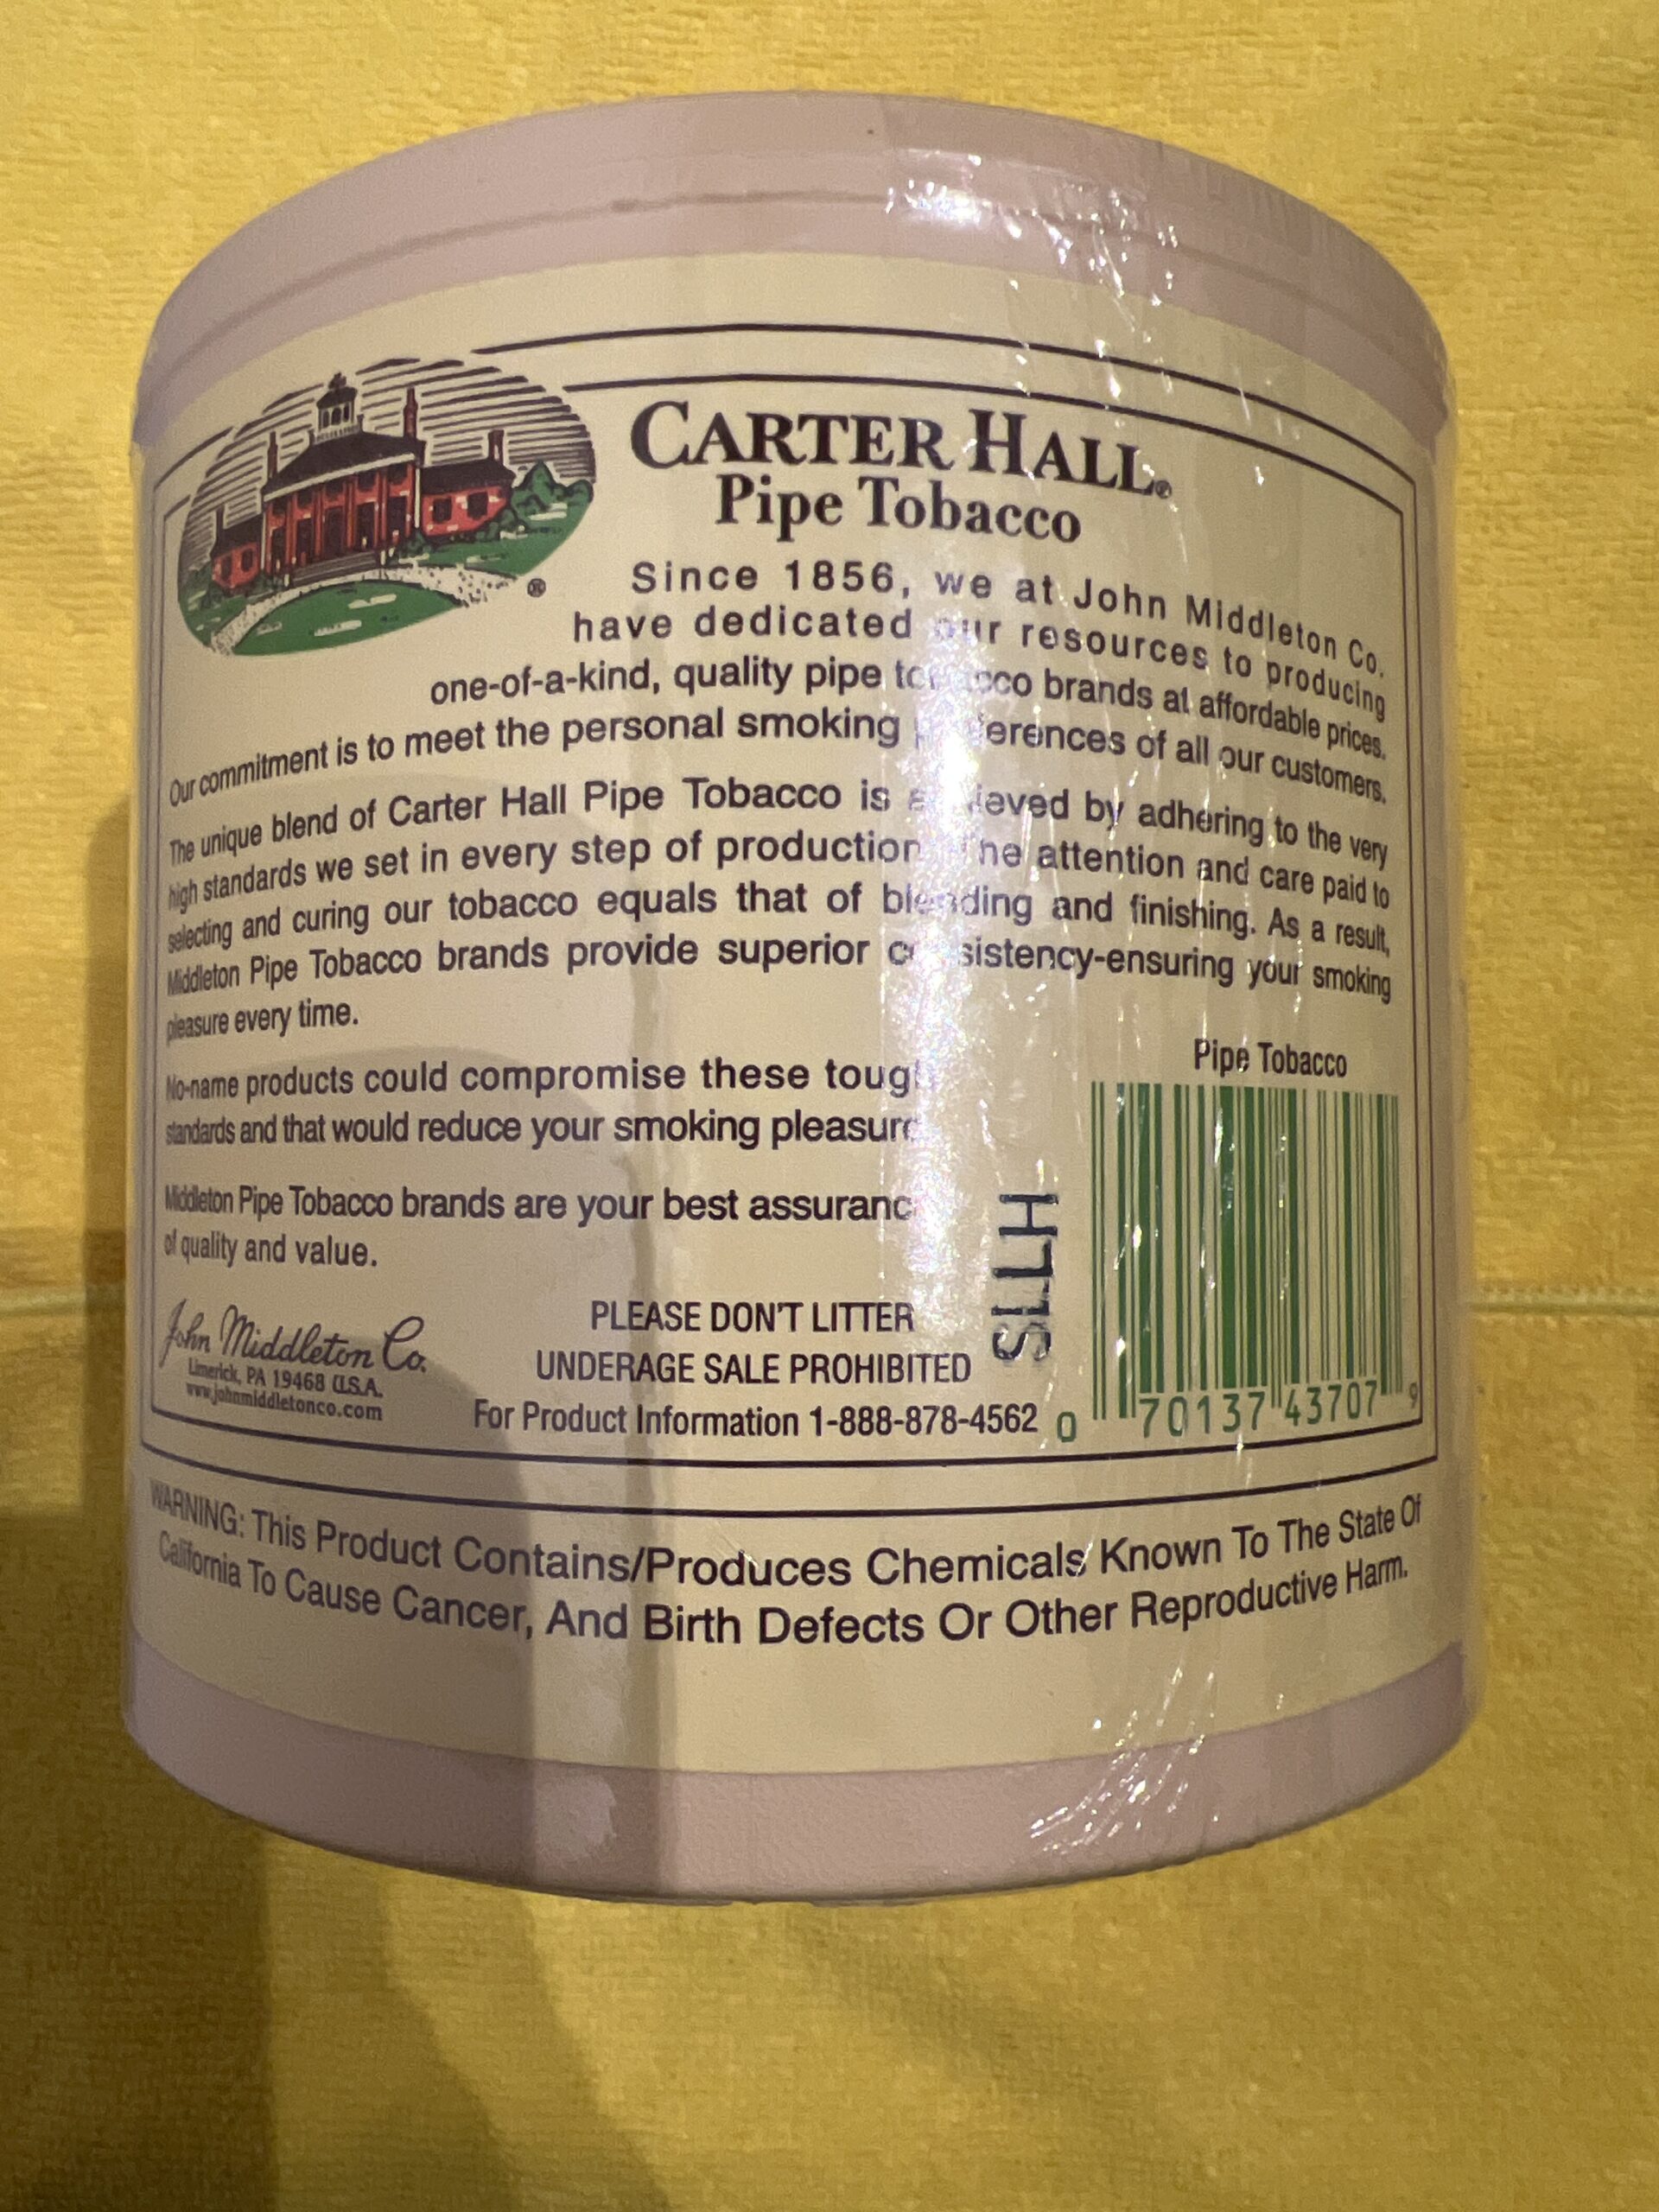 CARTER HALL®
Pipe Tobacco
®
Since 1856, we at John Middleton Co.
have dedicated our resources to producing
one-of-a-kind, quality pipe tobacco brands at affordable prices.
Our commitment is to meet the personal smoking preferences of all our customers.
The unique blend of Carter Hall Pipe Tobacco is achieved by adhering to the very
high standards we set in every step of production. The attention and care paid to
selecting and curing our tobacco equals that of blending and finishing. As a result,
Middleton Pipe Tobacco brands provide superior consistency-ensuring your smoking
pleasure every time.
No-name products could compromise these tough
standards and that would reduce your smoking pleasure
Middleton Pipe Tobacco brands are your best assurance
of quality and value.
John Middleton Co.
Limerick, PA 19468 U.S.A.
www.johnmiddletonco.com
PLEASE DON'T LITTER
UNDERAGE SALE PROHIBITED
For Product Information 1-888-878-4562
SLLH
Pipe Tobacco
0 70137 43707 9
WARNING: This Product Contains/Produces Chemicals Known To The State Of
California To Cause Cancer, And Birth Defects Or Other Reproductive Harm.